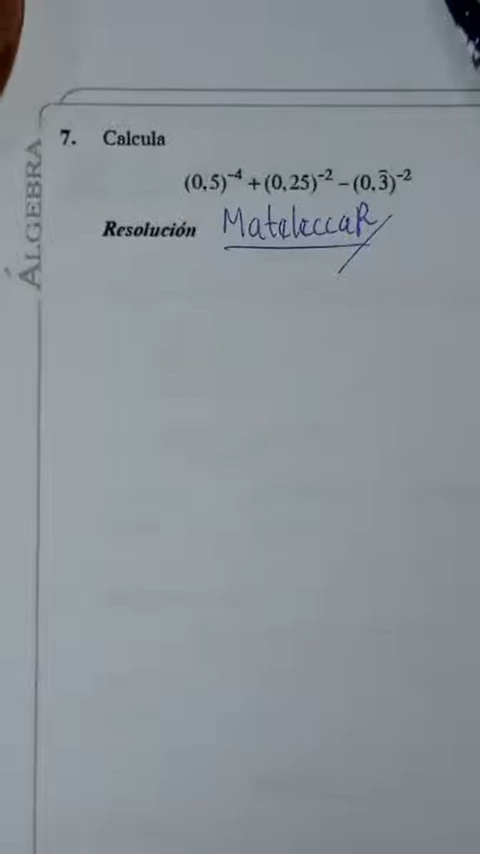 ÁLGEBRA
7. Calcula
(0,5)⁻⁴ + (0,25)⁻² – (0,3̄)⁻²
Resolución MateleccaR